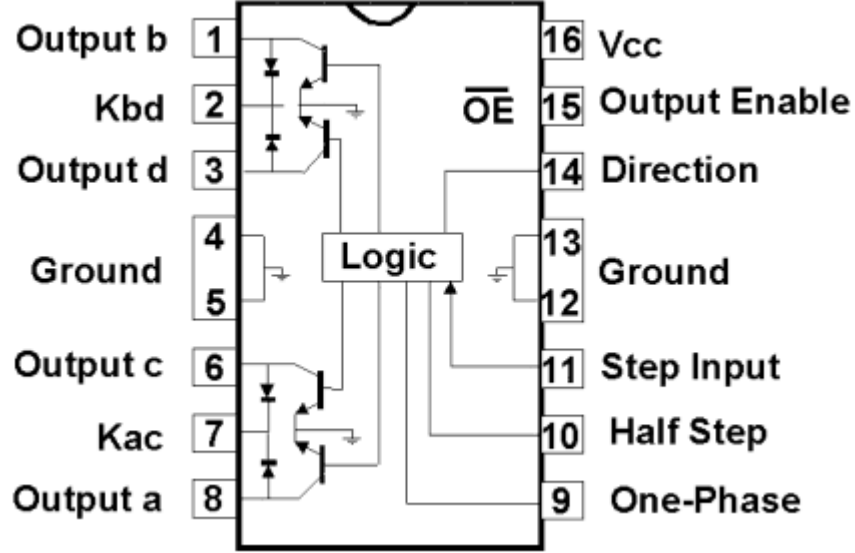 Output b 1
Kbd 2
Output d 3
Ground 4
5
Output c 6
Kac 7
Output a 8
Logic
OE
16 Vcc
15 Output Enable
14 Direction
13 Ground
12
11 Step Input
10 Half Step
9 One-Phase